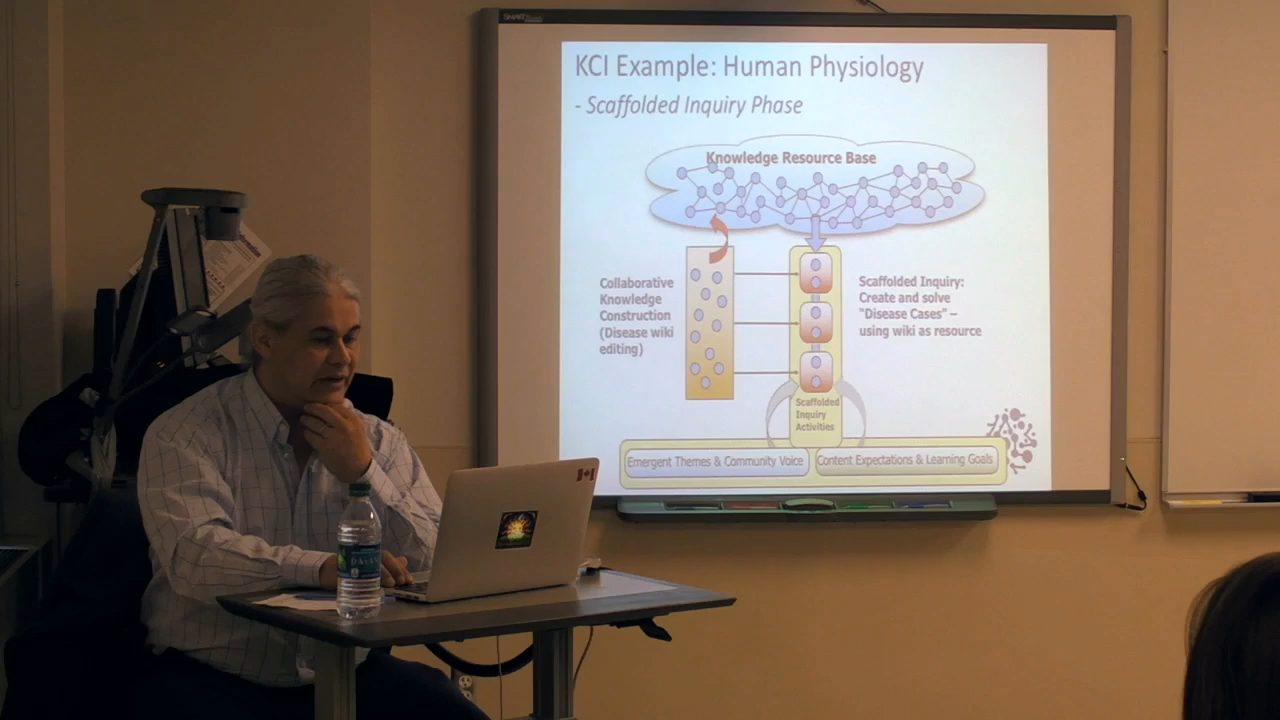 SMART
KCI Example: Human Physiology
- Scaffolded Inquiry Phase
Knowledge Resource Base
Collaborative
Knowledge
Construction
(Disease wiki
editing)
Scaffolded Inquiry:
Create and solve
“Disease Cases” –
using wiki as resource
Scaffolded
Inquiry
Activities
Emergent Themes & Community Voice
Content Expectations & Learning Goals
DASANI